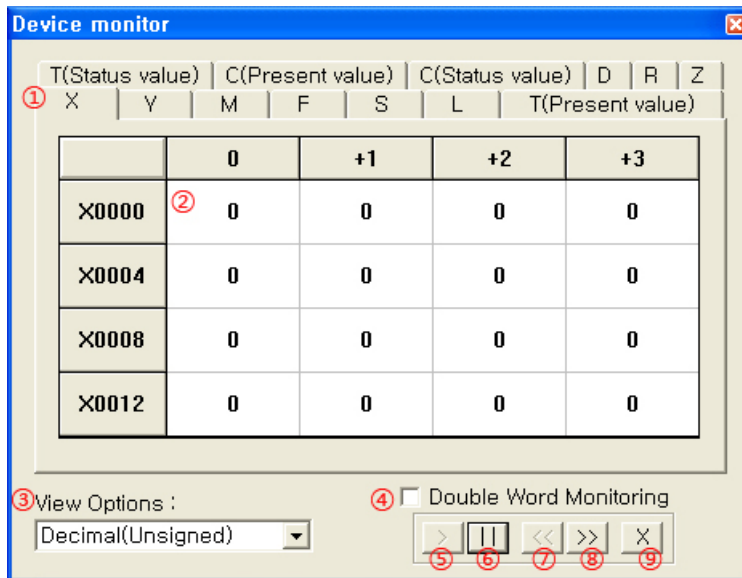 Device monitor
T(Status value) C(Present value) C(Status value) D R Z
① X Y M F S L T(Present value)
0 +1 +2 +3
X0000 ② 0 0 0 0
X0004 0 0 0 0
X0008 0 0 0 0
X0012 0 0 0 0
③ View Options : ④ Double Word Monitoring
Decimal(Unsigned) > || << >> X
⑤ ⑥ ⑦ ⑧ ⑨